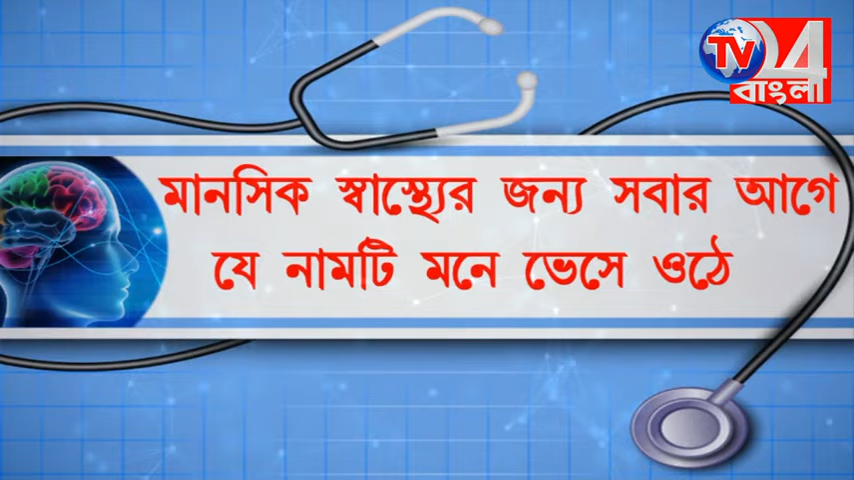 TV 24
বাংলা
মানসিক স্বাস্থ্যের জন্য সবার আগে
যে নামটি মনে ভেসে ওঠে